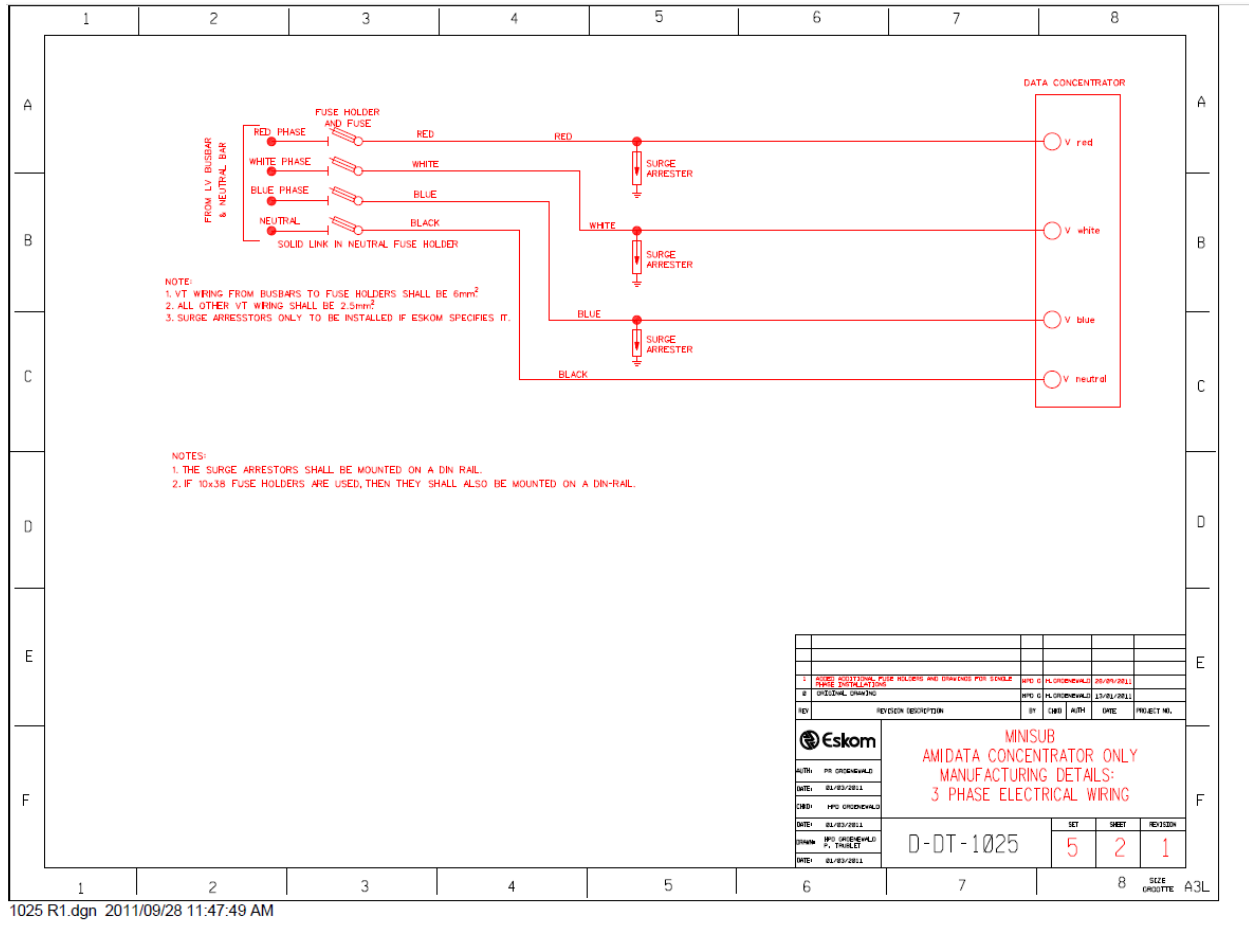 1 2 3 4 5 6 7 8
A A
B B
C C
D D
E E
F F
DATA CONCENTRATOR
FUSE HOLDER
AND FUSE
FROM LV BUSBAR
& NEUTRAL BAR
RED PHASE
WHITE PHASE
BLUE PHASE
NEUTRAL
RED
WHITE
BLUE
BLACK
SOLID LINK IN NEUTRAL FUSE HOLDER
RED
WHITE
BLUE
BLACK
SURGE
ARRESTER
SURGE
ARRESTER
SURGE
ARRESTER
V red
V white
V blue
V neutral
NOTE:
1. VT WIRING FROM BUSBARS TO FUSE HOLDERS SHALL BE 6mm².
2. ALL OTHER VT WIRING SHALL BE 2.5mm².
3. SURGE ARRESSTORS ONLY TO BE INSTALLED IF ESKOM SPECIFIES IT.
NOTES:
1. THE SURGE ARRESTORS SHALL BE MOUNTED ON A DIN RAIL.
2. IF 10x38 FUSE HOLDERS ARE USED, THEN THEY SHALL ALSO BE MOUNTED ON A DIN-RAIL.
1 ADDED ADDITIONAL FUSE HOLDERS AND DRAWINGS FOR SINGLE
PHASE INSTALLATIONS HPD G H.GROENEWALD 28/09/2011
0 ORIGINAL DRAWING HPD G H.GROENEWALD 13/01/2011
REV REVISION DESCRIPTION BY CHKD AUTH DATE PROJECT NO.
Eskom
AUTH: PR GROENEWALD
DATE: 01/03/2011
CHKD: HPD GROENEWALD
DATE: 01/03/2011
DRAWN: HPD GROENEWALD
DATE: 01/03/2011
MINISUB
AMIDATA CONCENTRATOR ONLY
MANUFACTURING DETAILS:
3 PHASE ELECTRICAL WIRING
D-DT-1025
SET SHEET REVISION
5 2 1
1 2 3 4 5 6 7 8
SIZE
GROOTTE A3L
1025 R1.dgn 2011/09/28 11:47:49 AM